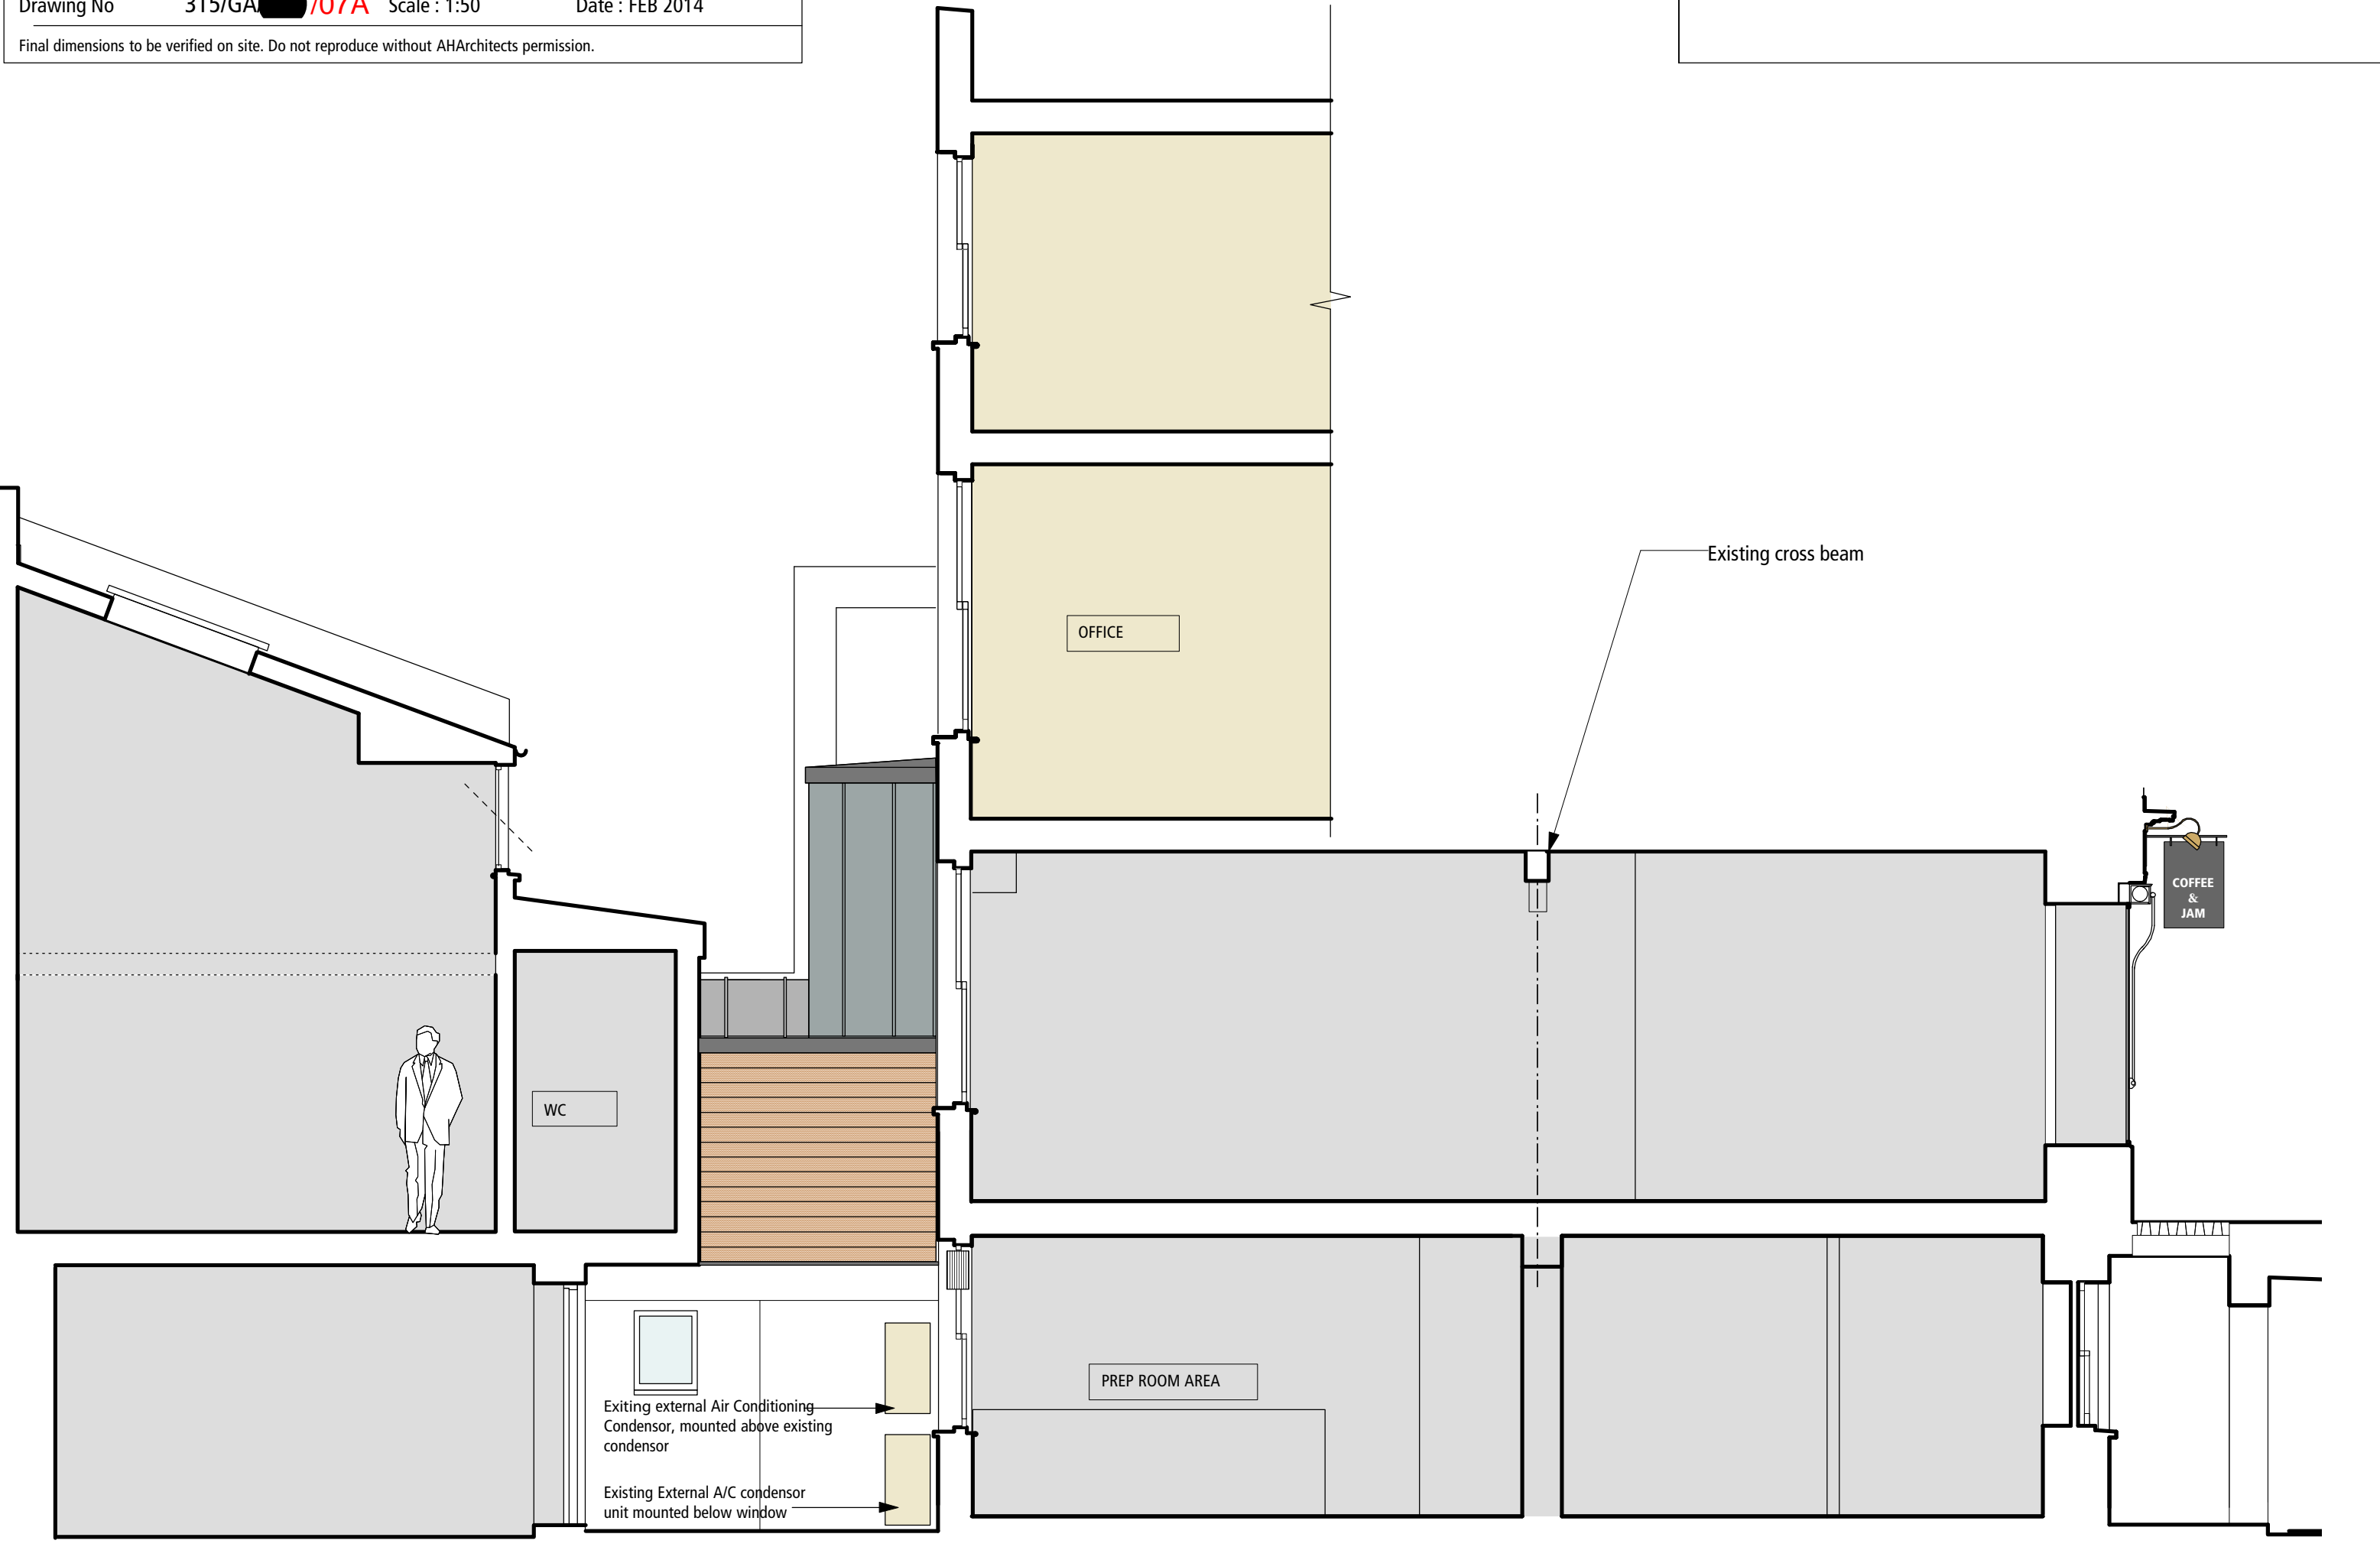 Drawing No 315/GA/ /07A Scale : 1:50 Date : FEB 2014
Final dimensions to be verified on site. Do not reproduce without AHArchitects permission.
Existing cross beam
OFFICE
COFFEE
&
JAM
WC
PREP ROOM AREA
Exiting external Air Conditioning
Condensor, mounted above existing
condensor
Existing External A/C condensor
unit mounted below window